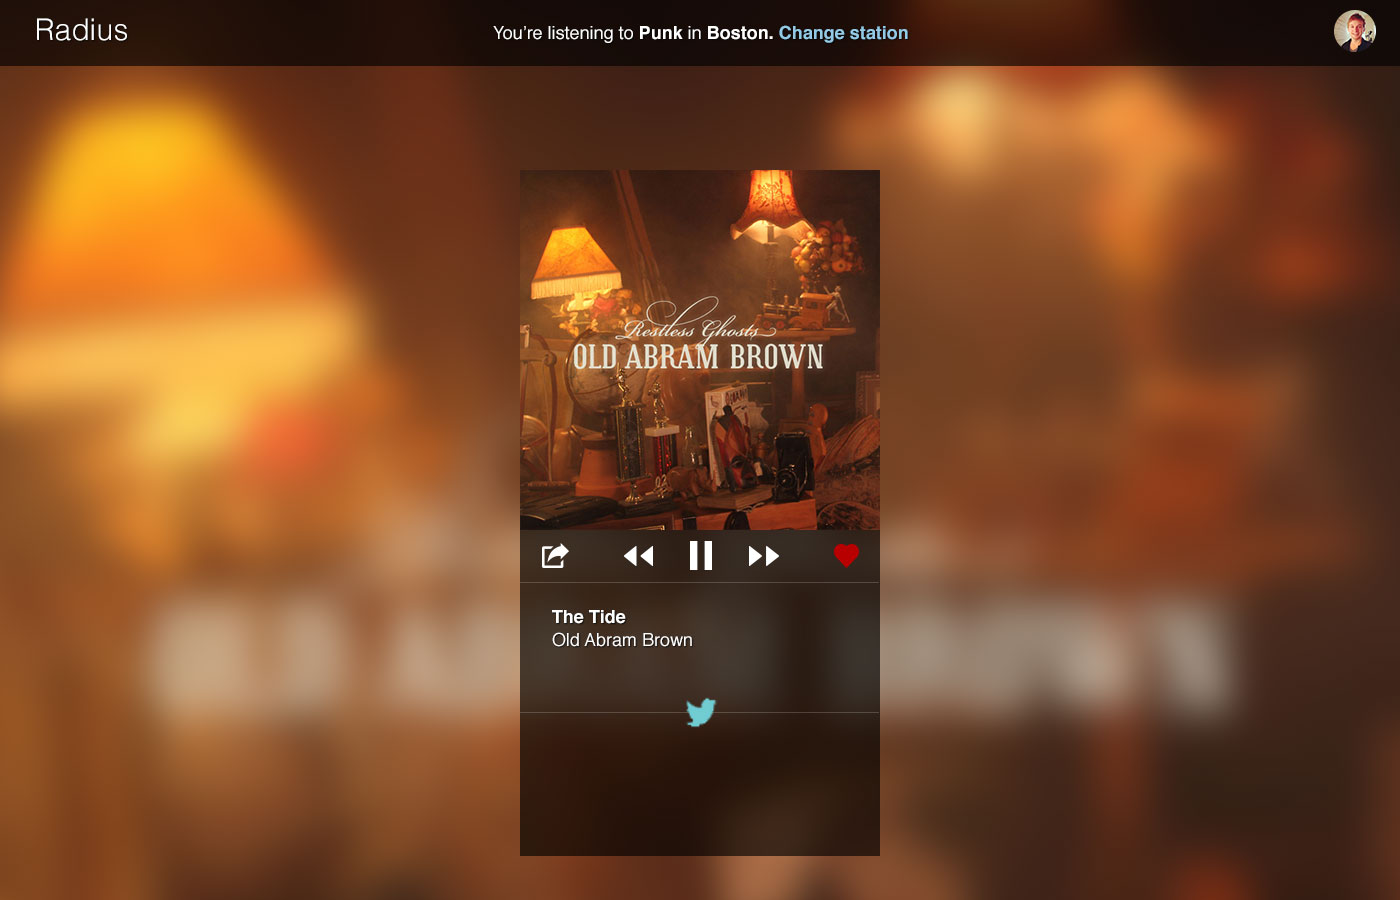 Radius
You’re listening to Punk in Boston. Change station
Restless Ghosts
OLD ABRAM BROWN
The Tide
Old Abram Brown